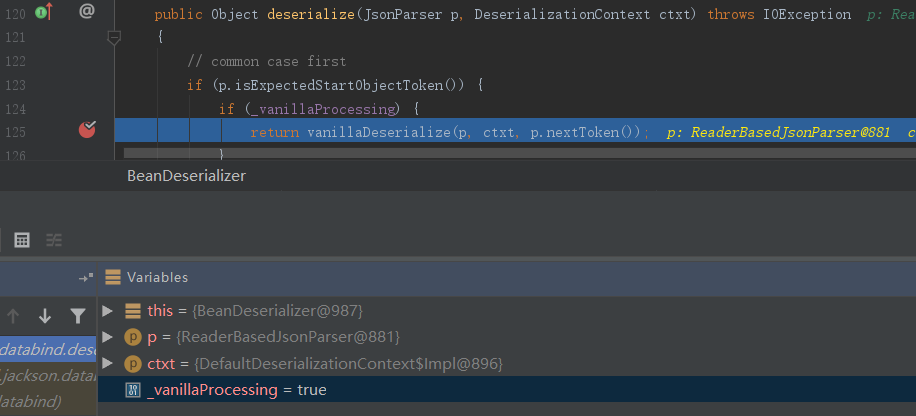 120 @ public Object deserialize(JsonParser p, DeserializationContext ctxt) throws IOException p: Rea
121 {
122 // common case first
123 if (p.isExpectedStartObjectToken()) {
124 if (_vanillaProcessing) {
125 return vanillaDeserialize(p, ctxt, p.nextToken()); p: ReaderBasedJsonParser@881 c
126 }
BeanDeserializer
Variables
this = {BeanDeserializer@987}
p = {ReaderBasedJsonParser@881}
databind.des
ctxt = {DefaultDeserializationContext$Impl@896}
.jackson.datab
_vanillaProcessing = true
databind)